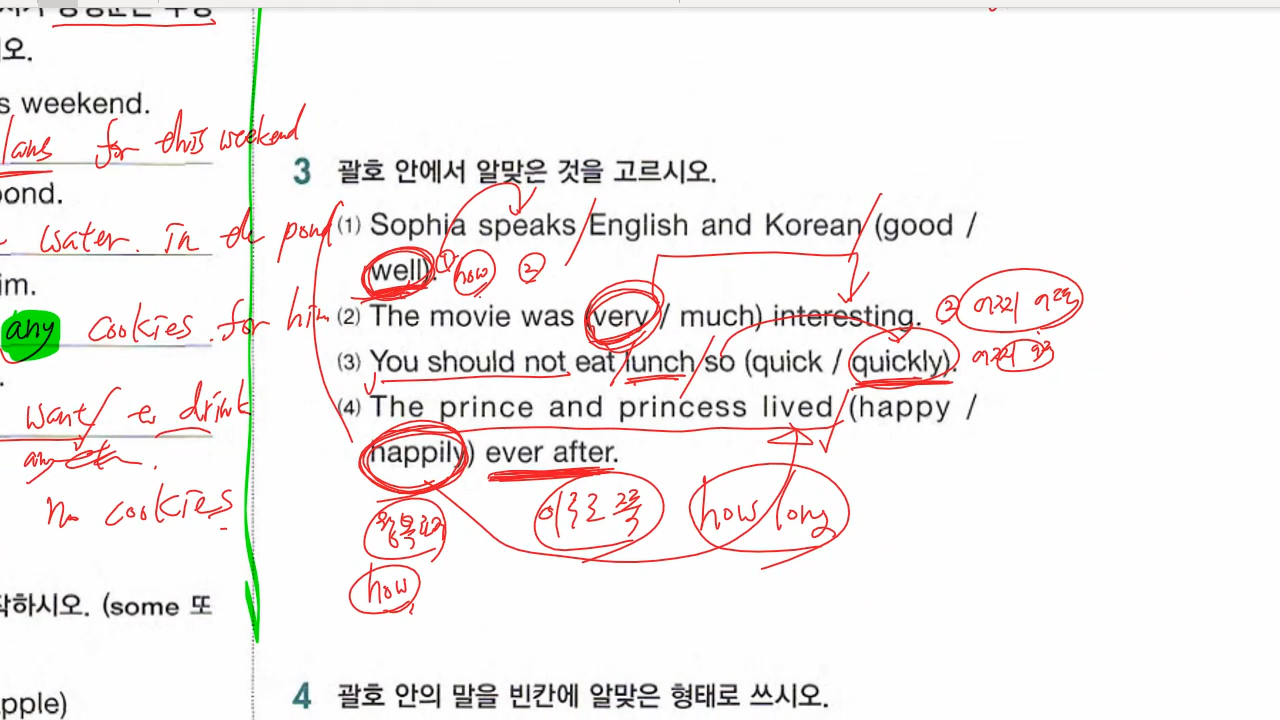 오.
s weekend.
lans for this weekend
ond.
water. in the pond
im.
any cookies for him
want / to drink
no cookies
작하시오. (some 또
pple)
3 괄호 안에서 알맞은 것을 고르시오.
(1) Sophia speaks / English and Korean / (good /
well). ① how ②
(2) The movie was (very / much) interesting. ②
(3) You should not eat / lunch / so (quick / quickly).
(4) The prince and princess lived (happy /
happily) ever after.
이후로 쭉 how long
행복하게
how
4 괄호 안의 말을 빈칸에 알맞은 형태로 쓰시오.